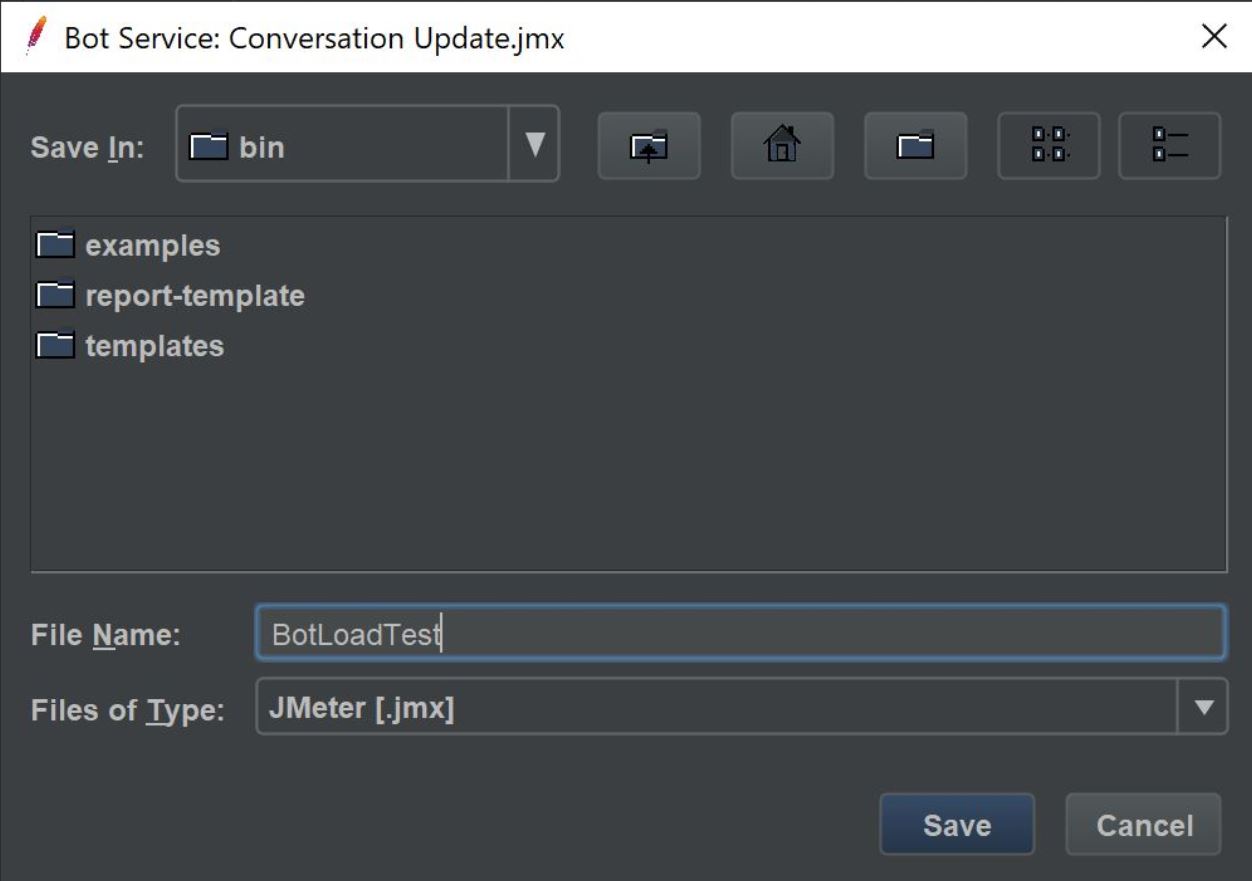 Bot Service: Conversation Update.jmx
Save In: bin
examples
report-template
templates
File Name: BotLoadTest
Files of Type: JMeter [.jmx]
Save Cancel